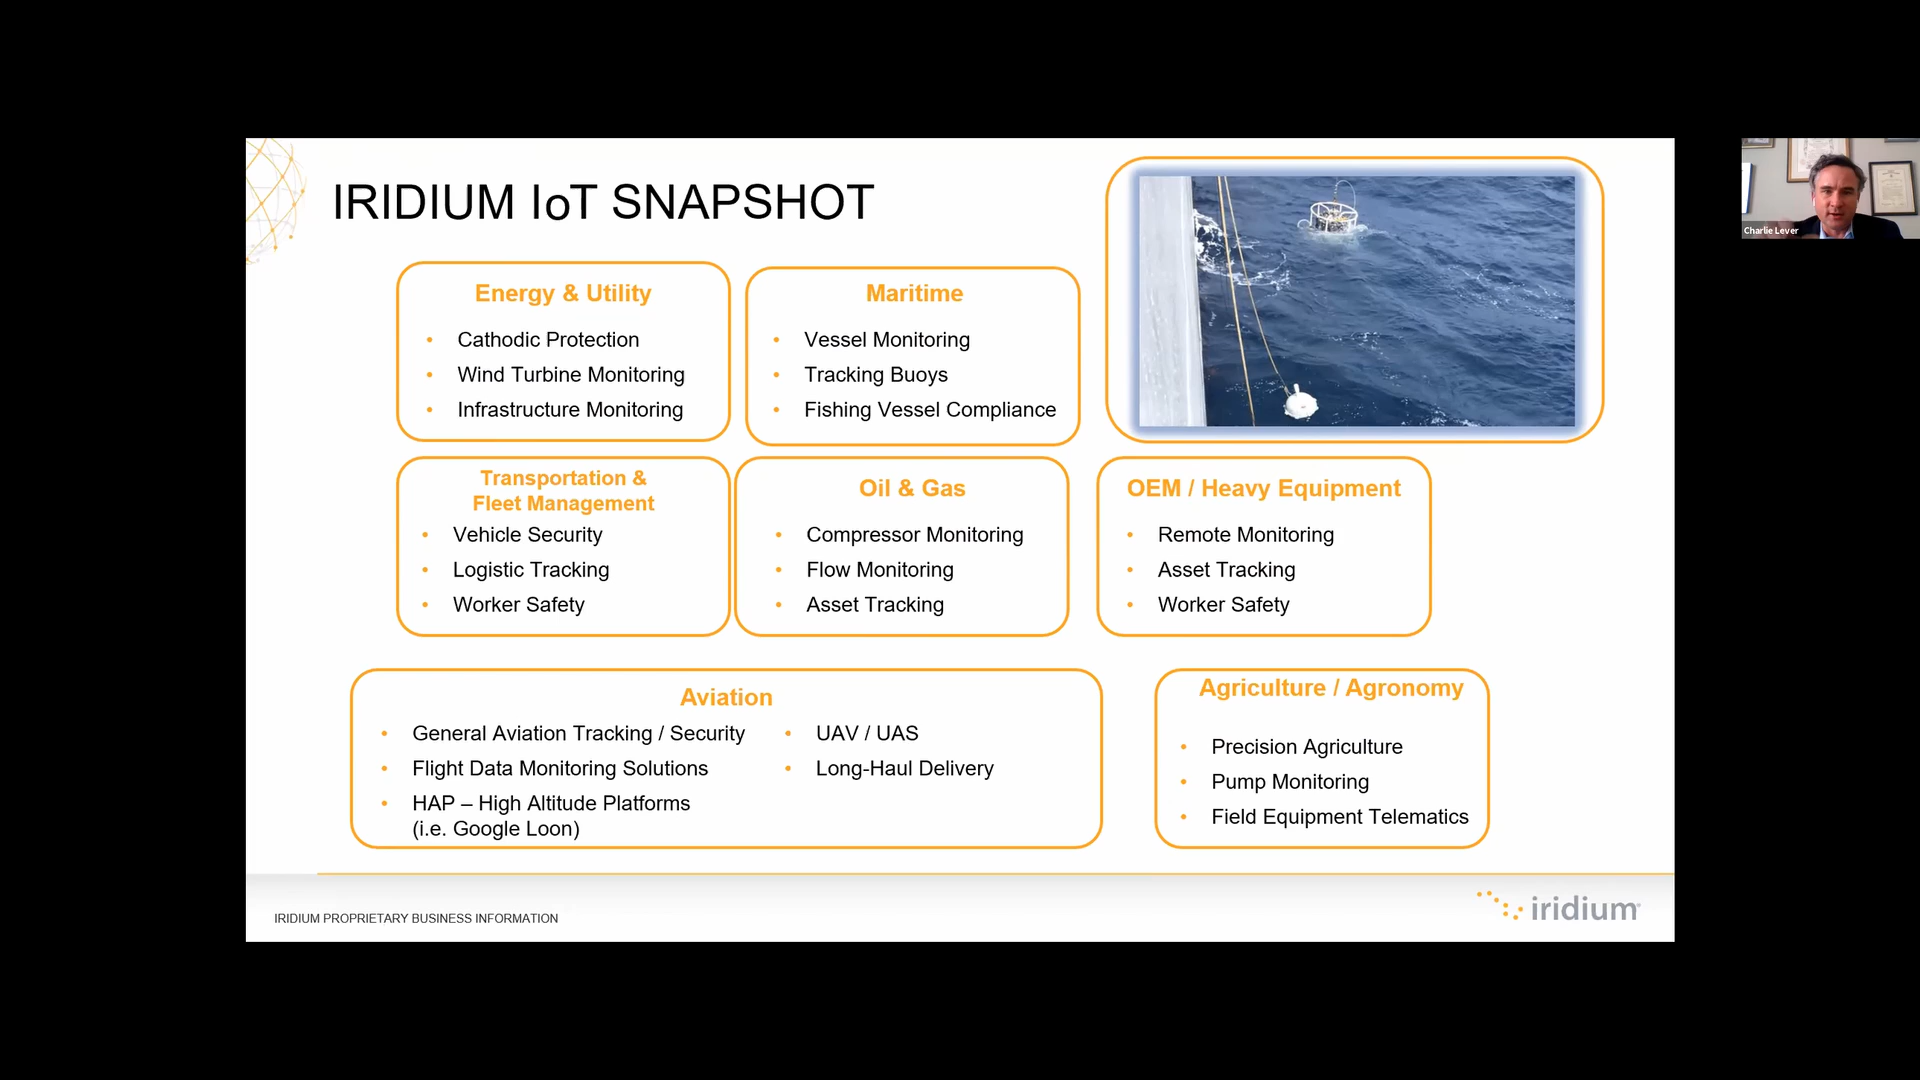 IRIDIUM IoT SNAPSHOT
Energy & Utility
• Cathodic Protection
• Wind Turbine Monitoring
• Infrastructure Monitoring
Maritime
• Vessel Monitoring
• Tracking Buoys
• Fishing Vessel Compliance
Transportation &
Fleet Management
• Vehicle Security
• Logistic Tracking
• Worker Safety
Oil & Gas
• Compressor Monitoring
• Flow Monitoring
• Asset Tracking
OEM / Heavy Equipment
• Remote Monitoring
• Asset Tracking
• Worker Safety
Aviation
• General Aviation Tracking / Security
• Flight Data Monitoring Solutions
• HAP – High Altitude Platforms
(i.e. Google Loon)
• UAV / UAS
• Long-Haul Delivery
Agriculture / Agronomy
• Precision Agriculture
• Pump Monitoring
• Field Equipment Telematics
IRIDIUM PROPRIETARY BUSINESS INFORMATION
iridium
Charlie Lever